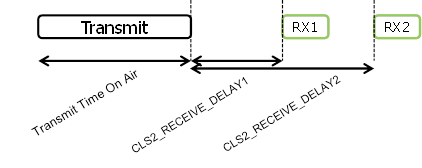 Transmit
RX1
RX2
Transmit Time On Air
CLS2_RECEIVE_DELAY1
CLS2_RECEIVE_DELAY2